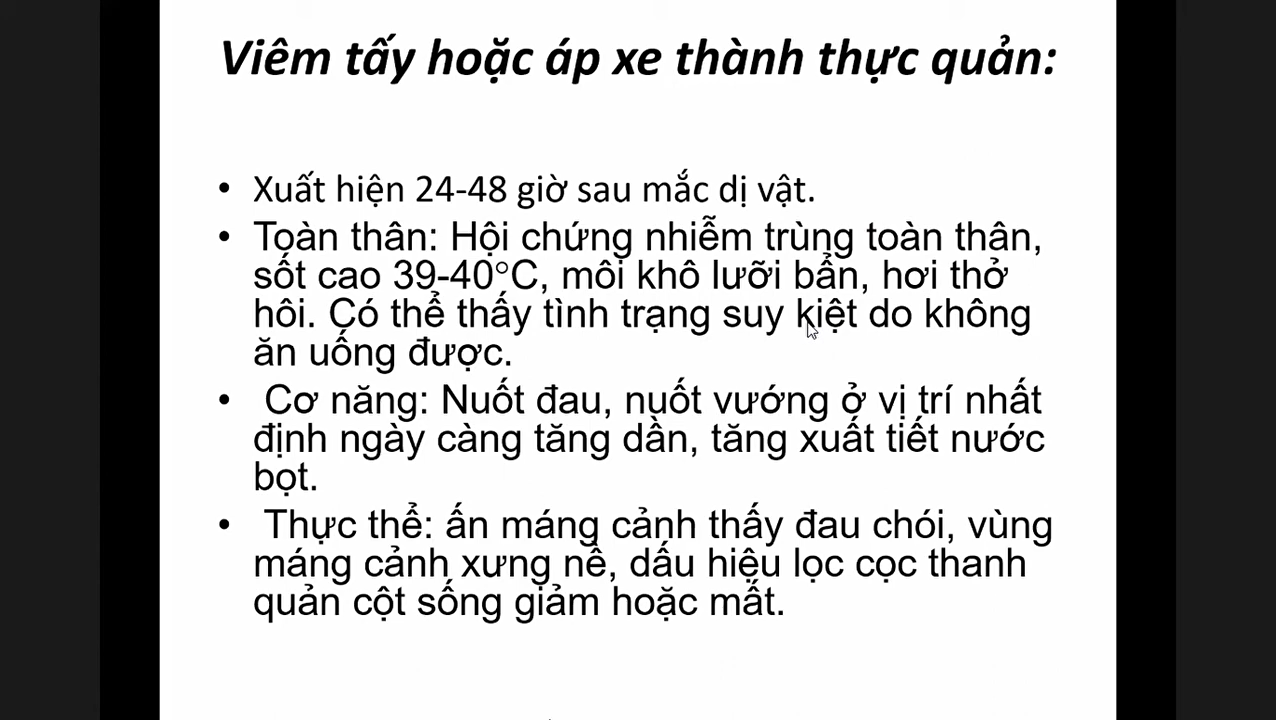 Viêm tấy hoặc áp xe thành thực quản:
• Xuất hiện 24-48 giờ sau mắc dị vật.
• Toàn thân: Hội chứng nhiễm trùng toàn thân,
sốt cao 39-40°C, môi khô lưỡi bẩn, hơi thở
hôi. Có thể thấy tình trạng suy kiệt do không
ăn uống được.
• Cơ năng: Nuốt đau, nuốt vướng ở vị trí nhất
định ngày càng tăng dần, tăng xuất tiết nước
bọt.
• Thực thể: ấn máng cảnh thấy đau chói, vùng
máng cảnh xưng nề, dấu hiệu lọc cọc thanh
quản cột sống giảm hoặc mất.